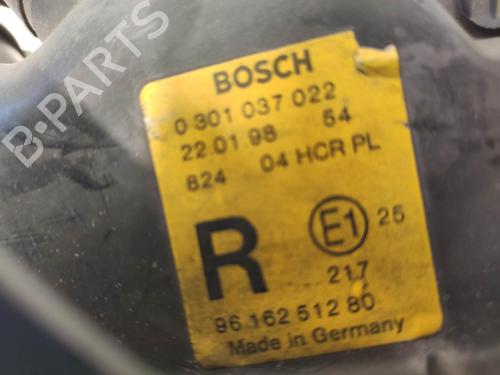 B-PARTS
BOSCH
0 301 037 022
22.01.98 54
824 04 HCR PL
R E1 25
217
96 162 512 80
Made in Germany